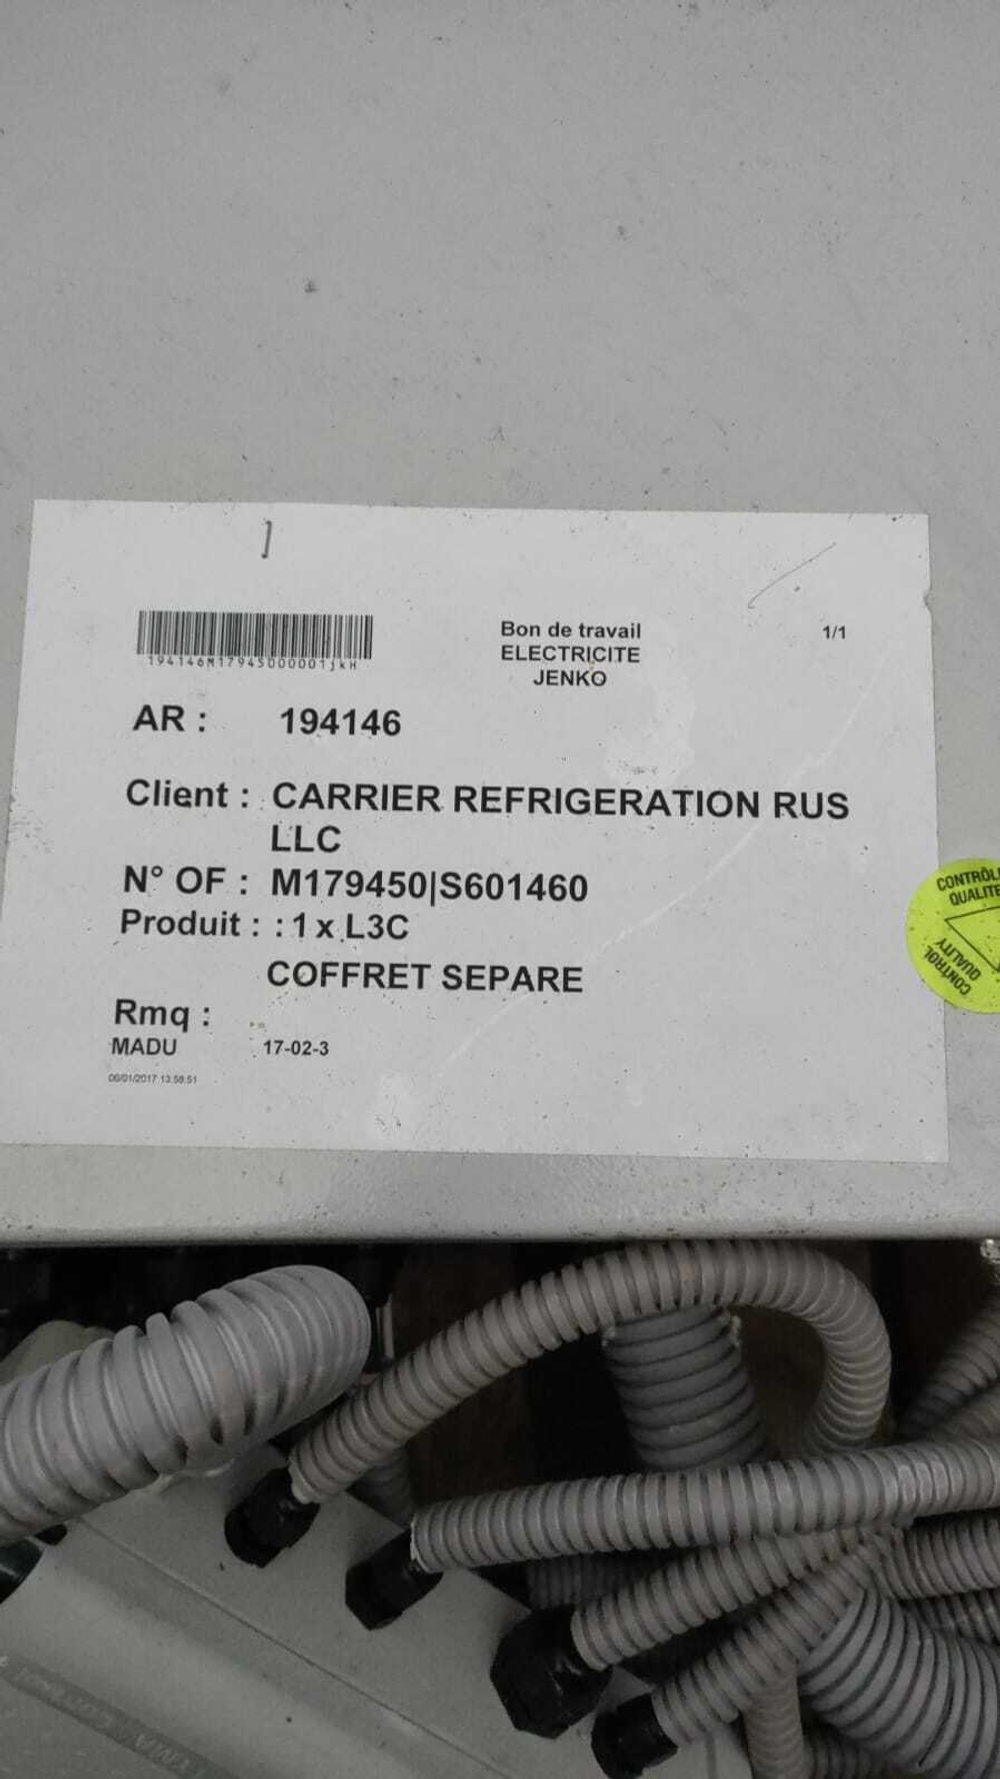 194146M17945000001jkH
Bon de travail
ELECTRICITE
JENKO
1/1
AR : 194146
Client : CARRIER REFRIGERATION RUS
LLC
N° OF : M179450|S601460
Produit : : 1 x L3C
COFFRET SEPARE
Rmq :
MADU 17-02-3
06/01/2017 13:58:51
CONTRÔLE
QUALITE
QUALITY
CONTROL